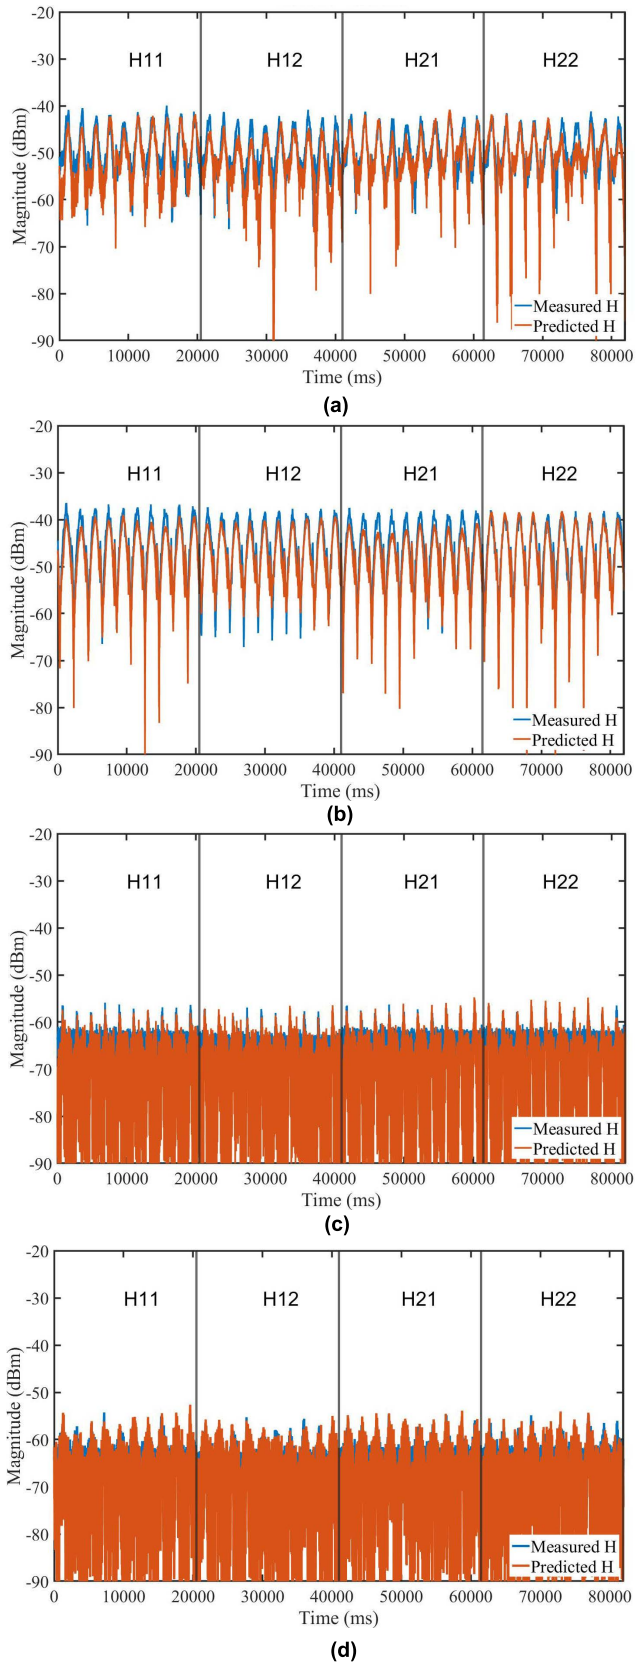 -20
-30
-40
-50
-60
-70
-80
-90
Magnitude (dBm)
H11 H12 H21 H22
Measured H
Predicted H
0 10000 20000 30000 40000 50000 60000 70000 80000
Time (ms)
(a)
-20
-30
-40
-50
-60
-70
-80
-90
Magnitude (dBm)
H11 H12 H21 H22
Measured H
Predicted H
0 10000 20000 30000 40000 50000 60000 70000 80000
Time (ms)
(b)
-20
-30
-40
-50
-60
-70
-80
-90
Magnitude (dBm)
H11 H12 H21 H22
Measured H
Predicted H
0 10000 20000 30000 40000 50000 60000 70000 80000
Time (ms)
(c)
-20
-30
-40
-50
-60
-70
-80
-90
Magnitude (dBm)
H11 H12 H21 H22
Measured H
Predicted H
0 10000 20000 30000 40000 50000 60000 70000 80000
Time (ms)
(d)